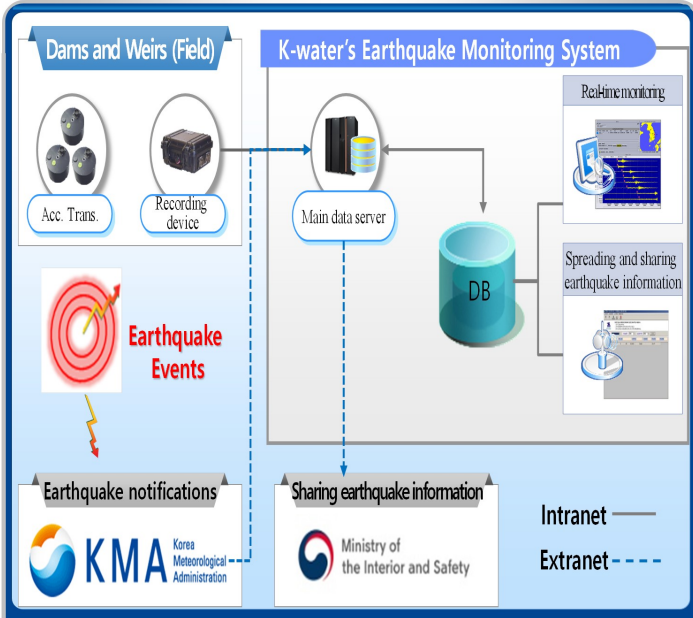 Dams and Weirs (Field)
K-water's Earthquake Monitoring System
Acc. Trans.
Recording
device
Main data server
Real-time monitoring
DB
Spreading and sharing
earthquake information
Earthquake
Events
Earthquake notifications
KMA
Korea
Meteorological
Administration
Sharing earthquake information
Ministry of
the Interior and Safety
Intranet
Extranet